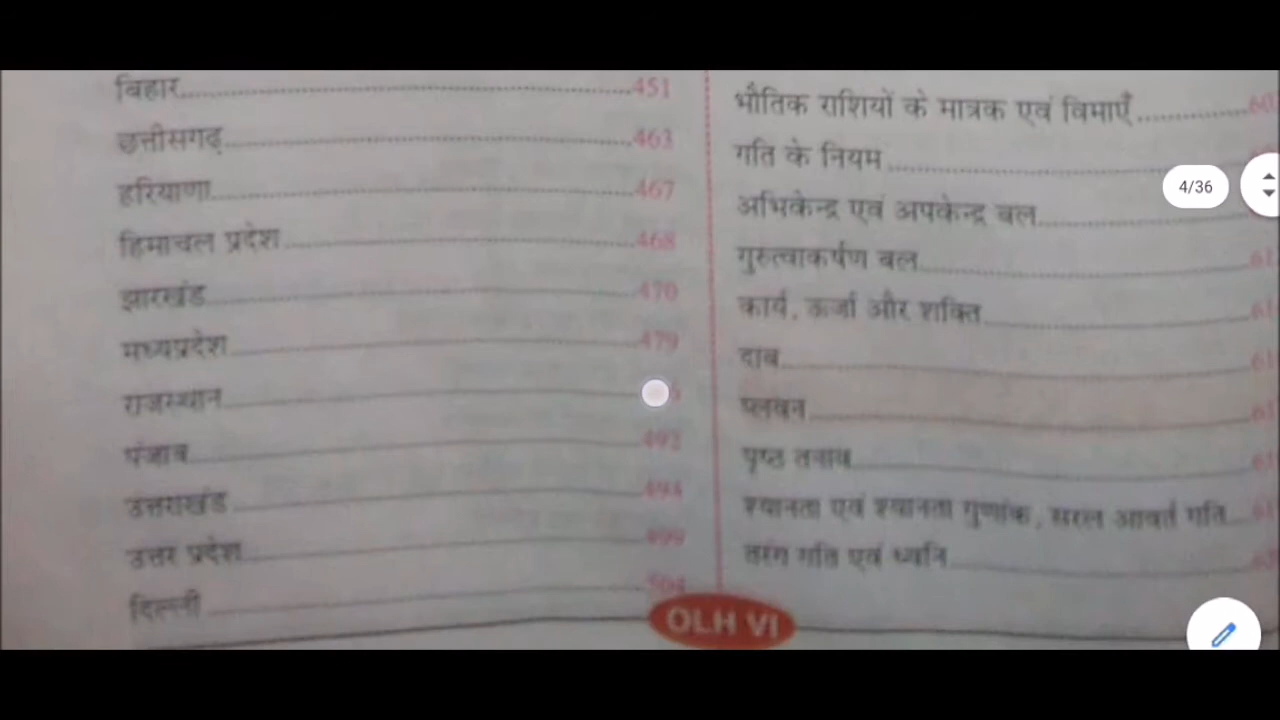 बिहार....................451
छत्तीसगढ़....................463
हरियाणा....................467
हिमाचल प्रदेश....................468
झारखंड....................470
मध्यप्रदेश....................479
राजस्थान....................
पंजाब....................492
उत्तराखंड....................494
उत्तर प्रदेश....................499
दिल्ली....................504
भौतिक राशियों के मात्रक एवं विमाएँ....................
गति के नियम....................
अभिकेन्द्र एवं अपकेन्द्र बल....................
गुरुत्वाकर्षण बल....................
कार्य, ऊर्जा और शक्ति....................
दाब....................
प्लवन....................
पृष्ठ तनाव....................
श्यानता एवं श्यानता गुणांक, सरल आवर्त गति....................
तरंग गति एवं ध्वनि....................
4/36
OLH VI